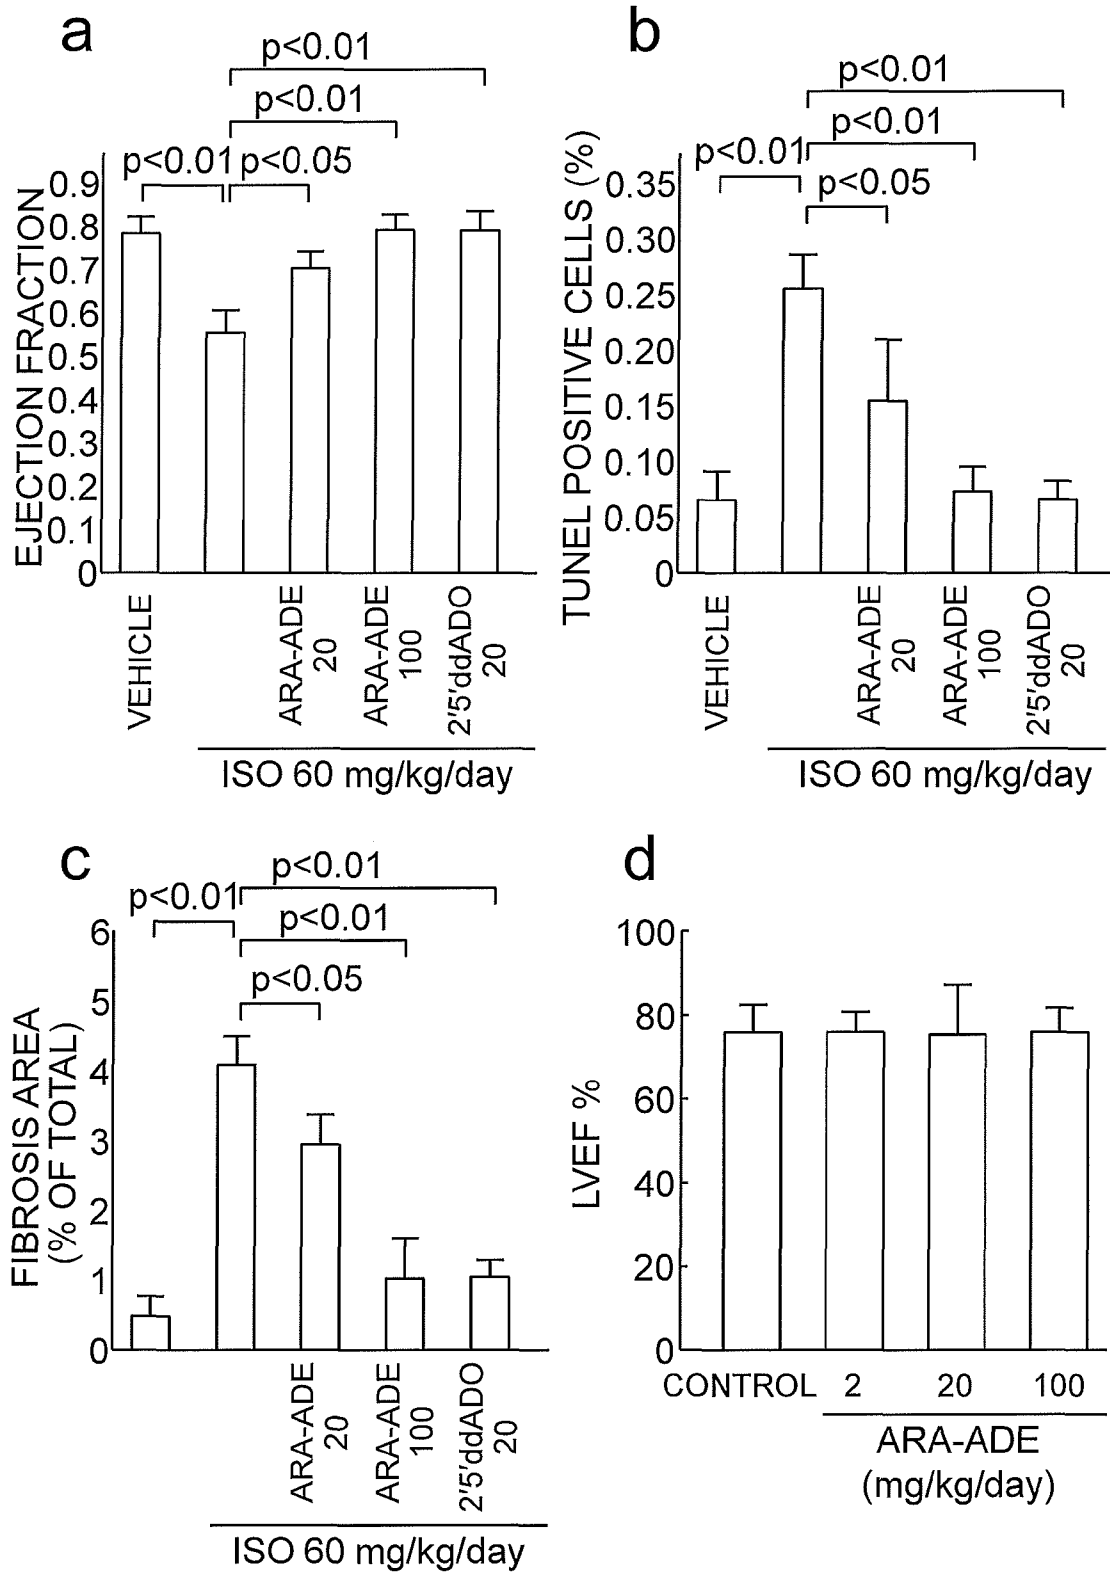 a
p<0.01
p<0.01
p<0.01
p<0.05
EJECTION FRACTION
0.9
0.8
0.7
0.6
0.5
0.4
0.3
0.2
0.1
0
VEHICLE
ARA-ADE
20
ARA-ADE
100
2'5'ddADO
20
ISO 60 mg/kg/day
b
p<0.01
p<0.01
p<0.01
p<0.05
TUNEL POSITIVE CELLS (%)
0.35
0.30
0.25
0.20
0.15
0.10
0.05
0
VEHICLE
ARA-ADE
20
ARA-ADE
100
2'5'ddADO
20
ISO 60 mg/kg/day
c
p<0.01
p<0.01
p<0.01
p<0.05
FIBROSIS AREA
(% OF TOTAL)
6
5
4
3
2
1
0
ARA-ADE
20
ARA-ADE
100
2'5'ddADO
20
ISO 60 mg/kg/day
d
LVEF %
100
80
60
40
20
0
CONTROL 2 20 100
ARA-ADE
(mg/kg/day)